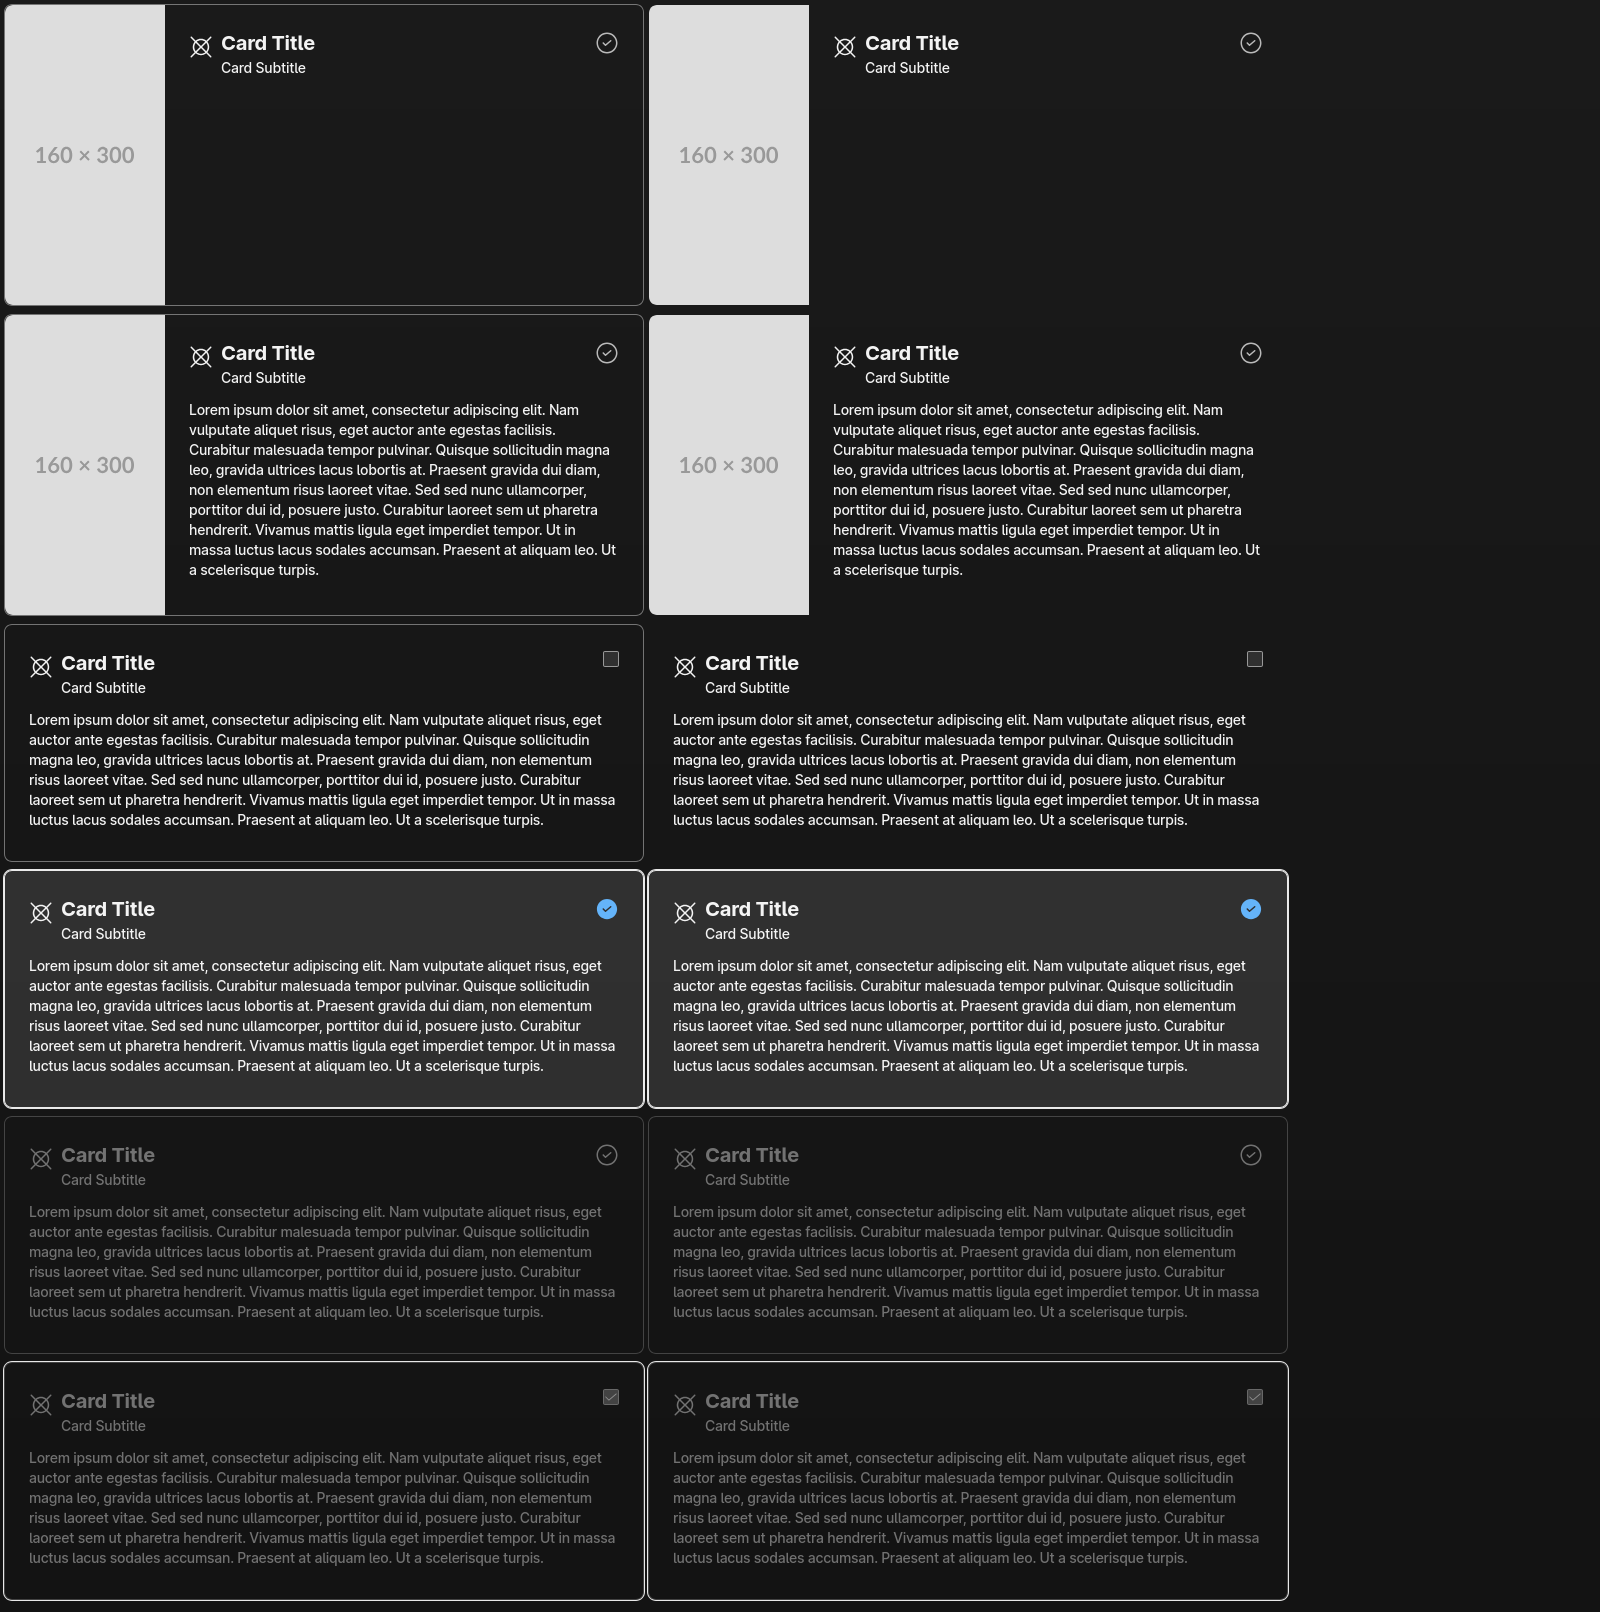 160 × 300
Card Title
Card Subtitle
160 × 300
Card Title
Card Subtitle
160 × 300
Card Title
Card Subtitle
Lorem ipsum dolor sit amet, consectetur adipiscing elit. Nam
vulputate aliquet risus, eget auctor ante egestas facilisis.
Curabitur malesuada tempor pulvinar. Quisque sollicitudin magna
leo, gravida ultrices lacus lobortis at. Praesent gravida dui diam,
non elementum risus laoreet vitae. Sed sed nunc ullamcorper,
porttitor dui id, posuere justo. Curabitur laoreet sem ut pharetra
hendrerit. Vivamus mattis ligula eget imperdiet tempor. Ut in
massa luctus lacus sodales accumsan. Praesent at aliquam leo. Ut
a scelerisque turpis.
160 × 300
Card Title
Card Subtitle
Lorem ipsum dolor sit amet, consectetur adipiscing elit. Nam
vulputate aliquet risus, eget auctor ante egestas facilisis.
Curabitur malesuada tempor pulvinar. Quisque sollicitudin magna
leo, gravida ultrices lacus lobortis at. Praesent gravida dui diam,
non elementum risus laoreet vitae. Sed sed nunc ullamcorper,
porttitor dui id, posuere justo. Curabitur laoreet sem ut pharetra
hendrerit. Vivamus mattis ligula eget imperdiet tempor. Ut in
massa luctus lacus sodales accumsan. Praesent at aliquam leo. Ut
a scelerisque turpis.
Card Title
Card Subtitle
Lorem ipsum dolor sit amet, consectetur adipiscing elit. Nam vulputate aliquet risus, eget
auctor ante egestas facilisis. Curabitur malesuada tempor pulvinar. Quisque sollicitudin
magna leo, gravida ultrices lacus lobortis at. Praesent gravida dui diam, non elementum
risus laoreet vitae. Sed sed nunc ullamcorper, porttitor dui id, posuere justo. Curabitur
laoreet sem ut pharetra hendrerit. Vivamus mattis ligula eget imperdiet tempor. Ut in massa
luctus lacus sodales accumsan. Praesent at aliquam leo. Ut a scelerisque turpis.
Card Title
Card Subtitle
Lorem ipsum dolor sit amet, consectetur adipiscing elit. Nam vulputate aliquet risus, eget
auctor ante egestas facilisis. Curabitur malesuada tempor pulvinar. Quisque sollicitudin
magna leo, gravida ultrices lacus lobortis at. Praesent gravida dui diam, non elementum
risus laoreet vitae. Sed sed nunc ullamcorper, porttitor dui id, posuere justo. Curabitur
laoreet sem ut pharetra hendrerit. Vivamus mattis ligula eget imperdiet tempor. Ut in massa
luctus lacus sodales accumsan. Praesent at aliquam leo. Ut a scelerisque turpis.
Card Title
Card Subtitle
Lorem ipsum dolor sit amet, consectetur adipiscing elit. Nam vulputate aliquet risus, eget
auctor ante egestas facilisis. Curabitur malesuada tempor pulvinar. Quisque sollicitudin
magna leo, gravida ultrices lacus lobortis at. Praesent gravida dui diam, non elementum
risus laoreet vitae. Sed sed nunc ullamcorper, porttitor dui id, posuere justo. Curabitur
laoreet sem ut pharetra hendrerit. Vivamus mattis ligula eget imperdiet tempor. Ut in massa
luctus lacus sodales accumsan. Praesent at aliquam leo. Ut a scelerisque turpis.
Card Title
Card Subtitle
Lorem ipsum dolor sit amet, consectetur adipiscing elit. Nam vulputate aliquet risus, eget
auctor ante egestas facilisis. Curabitur malesuada tempor pulvinar. Quisque sollicitudin
magna leo, gravida ultrices lacus lobortis at. Praesent gravida dui diam, non elementum
risus laoreet vitae. Sed sed nunc ullamcorper, porttitor dui id, posuere justo. Curabitur
laoreet sem ut pharetra hendrerit. Vivamus mattis ligula eget imperdiet tempor. Ut in massa
luctus lacus sodales accumsan. Praesent at aliquam leo. Ut a scelerisque turpis.
Card Title
Card Subtitle
Lorem ipsum dolor sit amet, consectetur adipiscing elit. Nam vulputate aliquet risus, eget
auctor ante egestas facilisis. Curabitur malesuada tempor pulvinar. Quisque sollicitudin
magna leo, gravida ultrices lacus lobortis at. Praesent gravida dui diam, non elementum
risus laoreet vitae. Sed sed nunc ullamcorper, porttitor dui id, posuere justo. Curabitur
laoreet sem ut pharetra hendrerit. Vivamus mattis ligula eget imperdiet tempor. Ut in massa
luctus lacus sodales accumsan. Praesent at aliquam leo. Ut a scelerisque turpis.
Card Title
Card Subtitle
Lorem ipsum dolor sit amet, consectetur adipiscing elit. Nam vulputate aliquet risus, eget
auctor ante egestas facilisis. Curabitur malesuada tempor pulvinar. Quisque sollicitudin
magna leo, gravida ultrices lacus lobortis at. Praesent gravida dui diam, non elementum
risus laoreet vitae. Sed sed nunc ullamcorper, porttitor dui id, posuere justo. Curabitur
laoreet sem ut pharetra hendrerit. Vivamus mattis ligula eget imperdiet tempor. Ut in massa
luctus lacus sodales accumsan. Praesent at aliquam leo. Ut a scelerisque turpis.
Card Title
Card Subtitle
Lorem ipsum dolor sit amet, consectetur adipiscing elit. Nam vulputate aliquet risus, eget
auctor ante egestas facilisis. Curabitur malesuada tempor pulvinar. Quisque sollicitudin
magna leo, gravida ultrices lacus lobortis at. Praesent gravida dui diam, non elementum
risus laoreet vitae. Sed sed nunc ullamcorper, porttitor dui id, posuere justo. Curabitur
laoreet sem ut pharetra hendrerit. Vivamus mattis ligula eget imperdiet tempor. Ut in massa
luctus lacus sodales accumsan. Praesent at aliquam leo. Ut a scelerisque turpis.
Card Title
Card Subtitle
Lorem ipsum dolor sit amet, consectetur adipiscing elit. Nam vulputate aliquet risus, eget
auctor ante egestas facilisis. Curabitur malesuada tempor pulvinar. Quisque sollicitudin
magna leo, gravida ultrices lacus lobortis at. Praesent gravida dui diam, non elementum
risus laoreet vitae. Sed sed nunc ullamcorper, porttitor dui id, posuere justo. Curabitur
laoreet sem ut pharetra hendrerit. Vivamus mattis ligula eget imperdiet tempor. Ut in massa
luctus lacus sodales accumsan. Praesent at aliquam leo. Ut a scelerisque turpis.